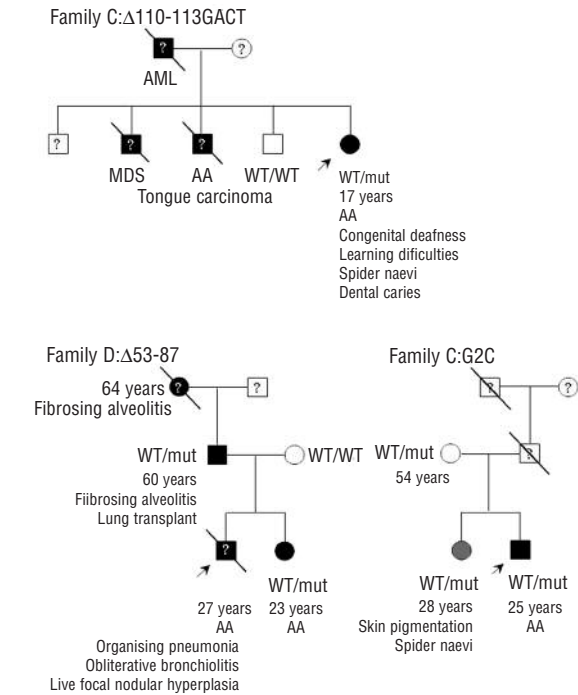 Family C:Δ110-113GACT
? ?
AML
? ? ?
MDS AA WT/WT
Tongue carcinoma
WT/mut
17 years
AA
Congenital deafness
Learning dificulties
Spider naevi
Dental caries
Family D:Δ53-87
64 years ? ?
Fibrosing alveolitis
WT/mut WT/WT
60 years
Fiibrosing alveolitis
Lung transplant
?
27 years
AA
Organising pneumonia
Obliterative bronchiolitis
Live focal nodular hyperplasia
WT/mut
23 years
AA
Family C:G2C
? ?
WT/mut ?
54 years
WT/mut
28 years
Skin pigmentation
Spider naevi
WT/mut
25 years
AA